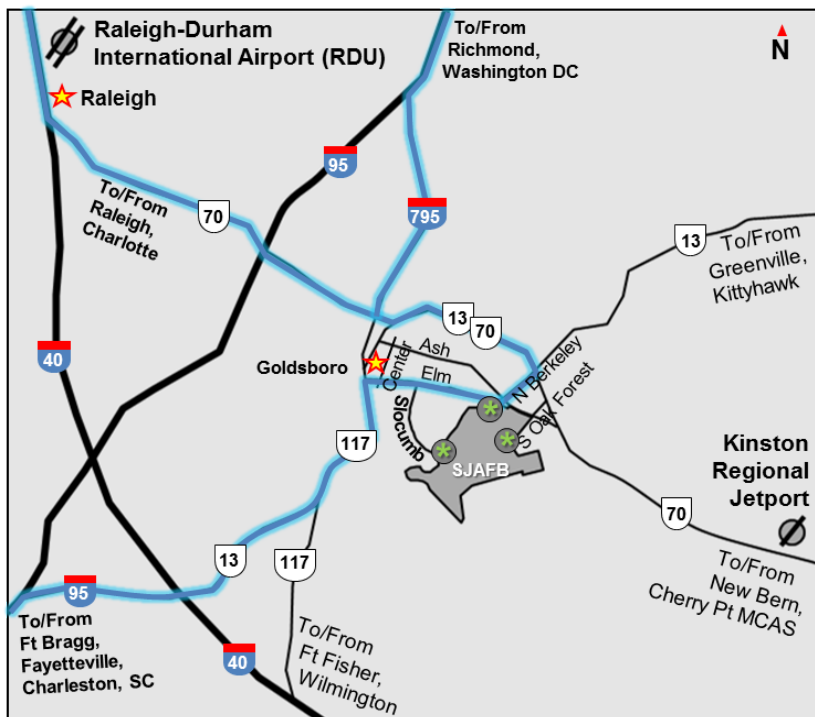 Raleigh-Durham
International Airport (RDU)
To/From
Richmond,
Washington DC
N
Raleigh
95
To/From
Raleigh,
Charlotte
70
795
13
To/From
Greenville,
Kittyhawk
13
70
40
Goldsboro
Center
Ash
Elm
N Berkeley
S Oak Forest
Slocumb
117
SJAFB
Kinston
Regional
Jetport
70
13
117
95
To/From
New Bern,
Cherry Pt MCAS
To/From
Ft Bragg,
Fayetteville,
Charleston, SC
40
To/From
Ft Fisher,
Wilmington